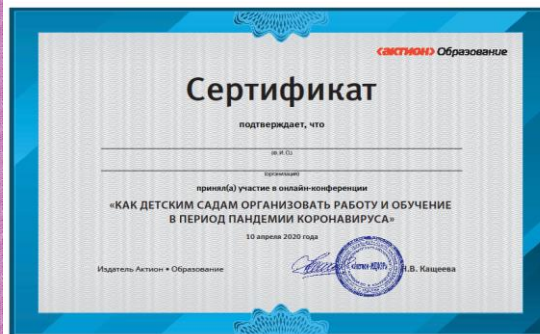 ‹актион› Образование
Сертификат
подтверждает, что
(Ф.И.О.)
(организация)
принял(а) участие в онлайн-конференции
«КАК ДЕТСКИМ САДАМ ОРГАНИЗОВАТЬ РАБОТУ И ОБУЧЕНИЕ
В ПЕРИОД ПАНДЕМИИ КОРОНАВИРУСА»
10 апреля 2020 года
Издатель Актион • Образование
Н.В. Кащеева